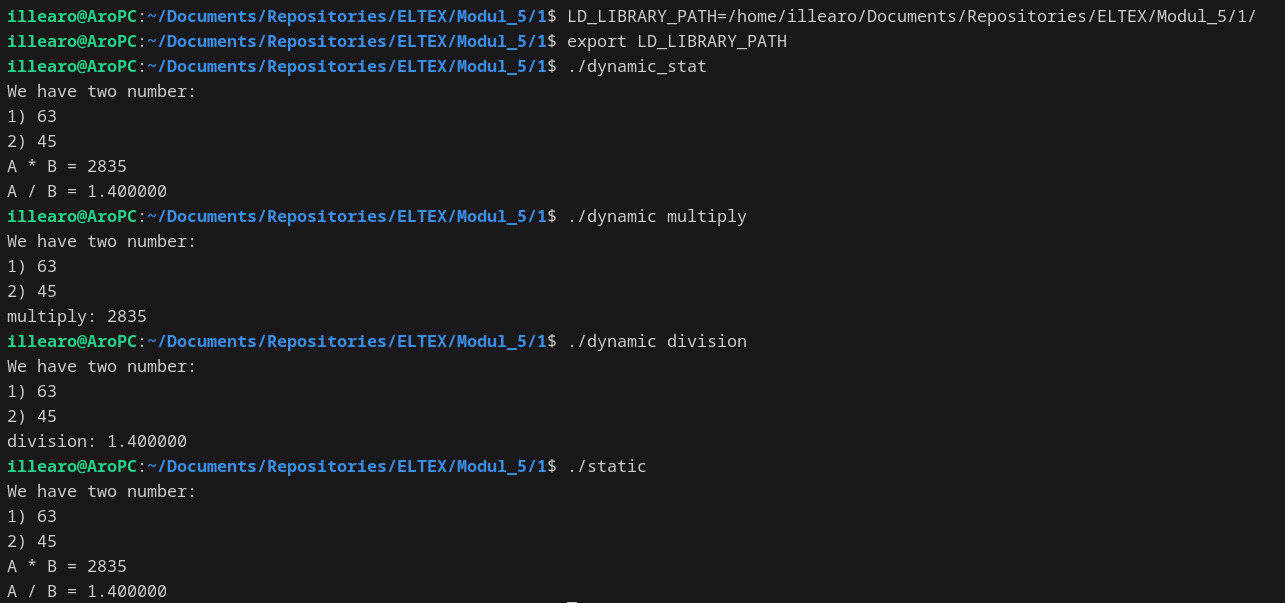 illearo@AroPC:~/Documents/Repositories/ELTEX/Modul_5/1$ LD_LIBRARY_PATH=/home/illearo/Documents/Repositories/ELTEX/Modul_5/1/
illearo@AroPC:~/Documents/Repositories/ELTEX/Modul_5/1$ export LD_LIBRARY_PATH
illearo@AroPC:~/Documents/Repositories/ELTEX/Modul_5/1$ ./dynamic_stat
We have two number:
1) 63
2) 45
A * B = 2835
A / B = 1.400000
illearo@AroPC:~/Documents/Repositories/ELTEX/Modul_5/1$ ./dynamic multiply
We have two number:
1) 63
2) 45
multiply: 2835
illearo@AroPC:~/Documents/Repositories/ELTEX/Modul_5/1$ ./dynamic division
We have two number:
1) 63
2) 45
division: 1.400000
illearo@AroPC:~/Documents/Repositories/ELTEX/Modul_5/1$ ./static
We have two number:
1) 63
2) 45
A * B = 2835
A / B = 1.400000